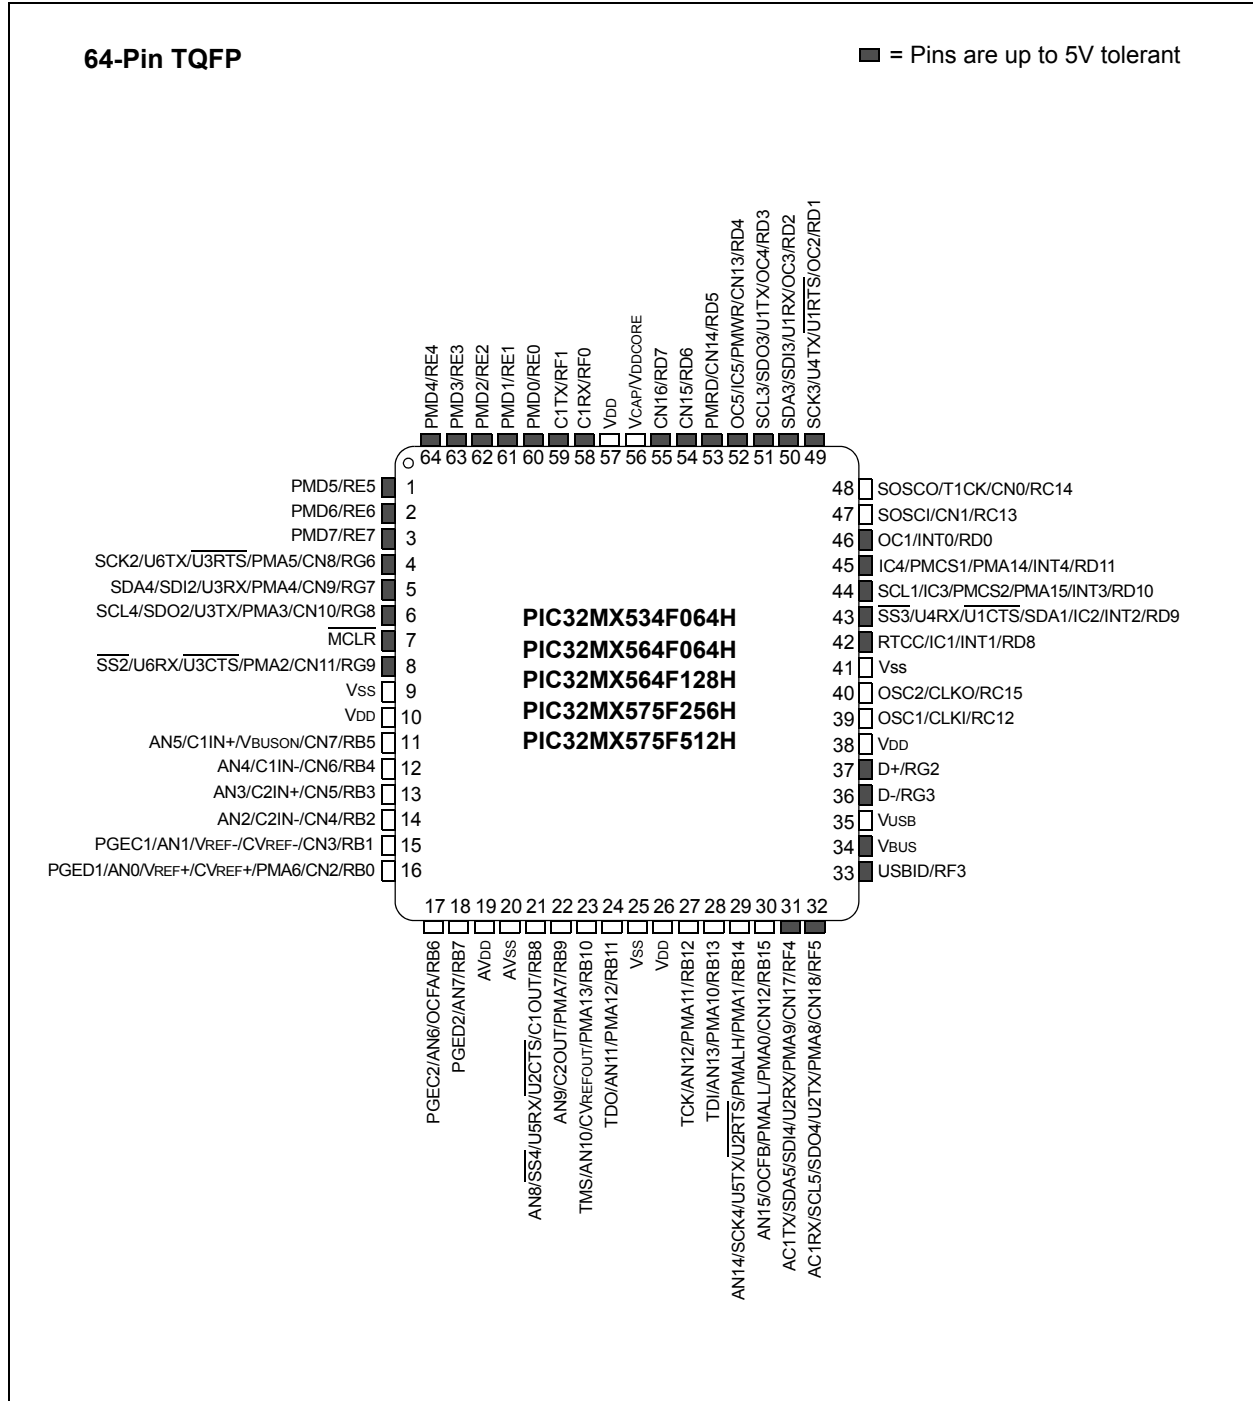 64-Pin TQFP
= Pins are up to 5V tolerant
PMD4/RE4
PMD3/RE3
PMD2/RE2
PMD1/RE1
PMD0/RE0
C1TX/RF1
C1RX/RF0
VDD
VCAP/VDDCORE
CN16/RD7
CN15/RD6
PMRD/CN14/RD5
OC5/IC5/PMWR/CN13/RD4
SCL3/SDO3/U1TX/OC4/RD3
SDA3/SDI3/U1RX/OC3/RD2
SCK3/U4TX/U1RTS/OC2/RD1
64 63 62 61 60 59 58 57 56 55 54 53 52 51 50 49
PMD5/RE5 1
PMD6/RE6 2
PMD7/RE7 3
SCK2/U6TX/U3RTS/PMA5/CN8/RG6 4
SDA4/SDI2/U3RX/PMA4/CN9/RG7 5
SCL4/SDO2/U3TX/PMA3/CN10/RG8 6
MCLR 7
SS2/U6RX/U3CTS/PMA2/CN11/RG9 8
VSS 9
VDD 10
AN5/C1IN+/VBUSON/CN7/RB5 11
AN4/C1IN-/CN6/RB4 12
AN3/C2IN+/CN5/RB3 13
AN2/C2IN-/CN4/RB2 14
PGEC1/AN1/VREF-/CVREF-/CN3/RB1 15
PGED1/AN0/VREF+/CVREF+/PMA6/CN2/RB0 16
PIC32MX534F064H
PIC32MX564F064H
PIC32MX564F128H
PIC32MX575F256H
PIC32MX575F512H
48 SOSCO/T1CK/CN0/RC14
47 SOSCI/CN1/RC13
46 OC1/INT0/RD0
45 IC4/PMCS1/PMA14/INT4/RD11
44 SCL1/IC3/PMCS2/PMA15/INT3/RD10
43 SS3/U4RX/U1CTS/SDA1/IC2/INT2/RD9
42 RTCC/IC1/INT1/RD8
41 Vss
40 OSC2/CLKO/RC15
39 OSC1/CLKI/RC12
38 VDD
37 D+/RG2
36 D-/RG3
35 VUSB
34 VBUS
33 USBID/RF3
17 18 19 20 21 22 23 24 25 26 27 28 29 30 31 32
PGEC2/AN6/OCFA/RB6
PGED2/AN7/RB7
AVDD
AVSS
AN8/SS4/U5RX/U2CTS/C1OUT/RB8
AN9/C2OUT/PMA7/RB9
TMS/AN10/CVREFOUT/PMA13/RB10
TDO/AN11/PMA12/RB11
VSS
VDD
TCK/AN12/PMA11/RB12
TDI/AN13/PMA10/RB13
AN14/SCK4/U5TX/U2RTS/PMALH/PMA1/RB14
AN15/OCFB/PMALL/PMA0/CN12/RB15
AC1TX/SDA5/SDI4/U2RX/PMA9/CN17/RF4
AC1RX/SCL5/SDO4/U2TX/PMA8/CN18/RF5